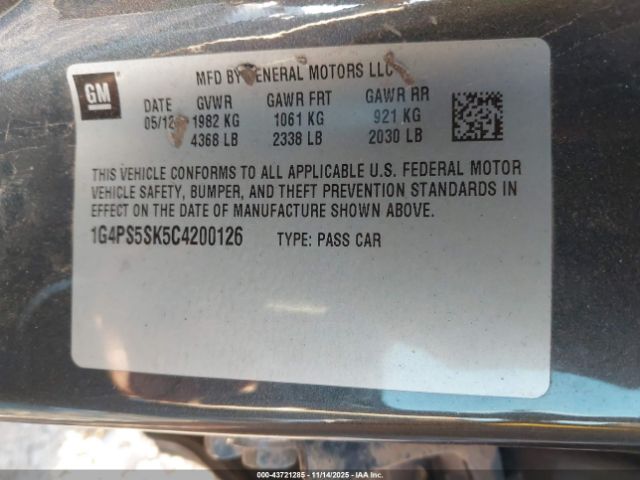 GM
MFD BY GENERAL MOTORS LLC
DATE GVWR GAWR FRT GAWR RR
05/12 1982 KG 1061 KG 921 KG
4368 LB 2338 LB 2030 LB
THIS VEHICLE CONFORMS TO ALL APPLICABLE U.S. FEDERAL MOTOR
VEHICLE SAFETY, BUMPER, AND THEFT PREVENTION STANDARDS IN
EFFECT ON THE DATE OF MANUFACTURE SHOWN ABOVE.
1G4PS5SK5C4200126 TYPE: PASS CAR
000-43721285 - 11/14/2025 - IAAI.COM